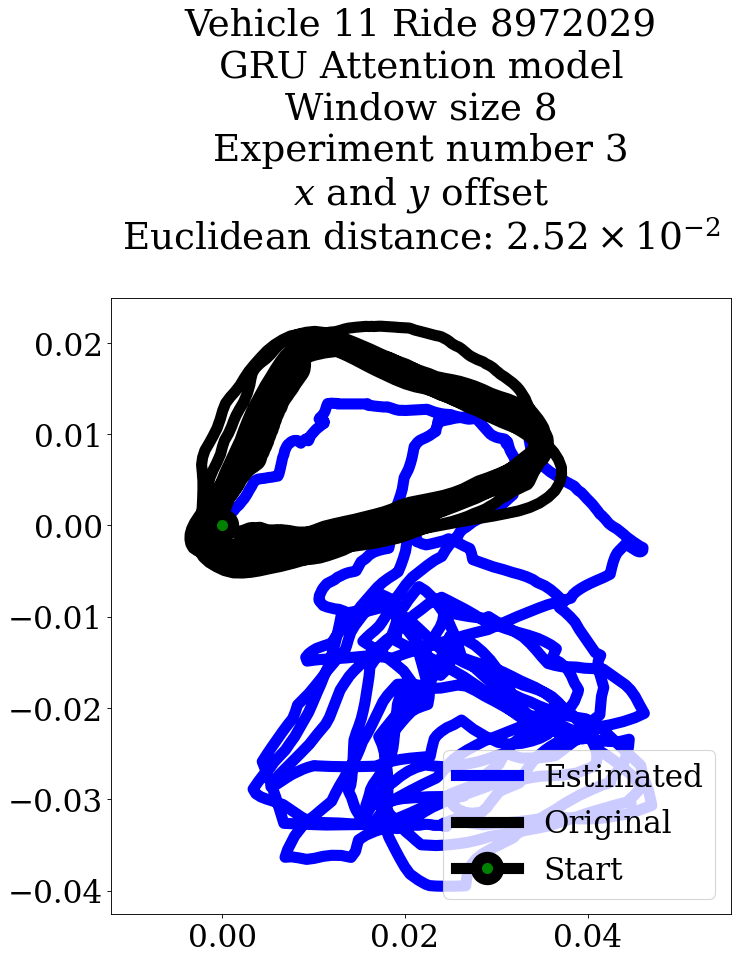 Vehicle 11 Ride 8972029
GRU Attention model
Window size 8
Experiment number 3
x and y offset
Euclidean distance: 2.52 × 10⁻²
0.02
0.01
0.00
−0.01
−0.02
−0.03
−0.04
Estimated
Original
Start
0.00 0.02 0.04